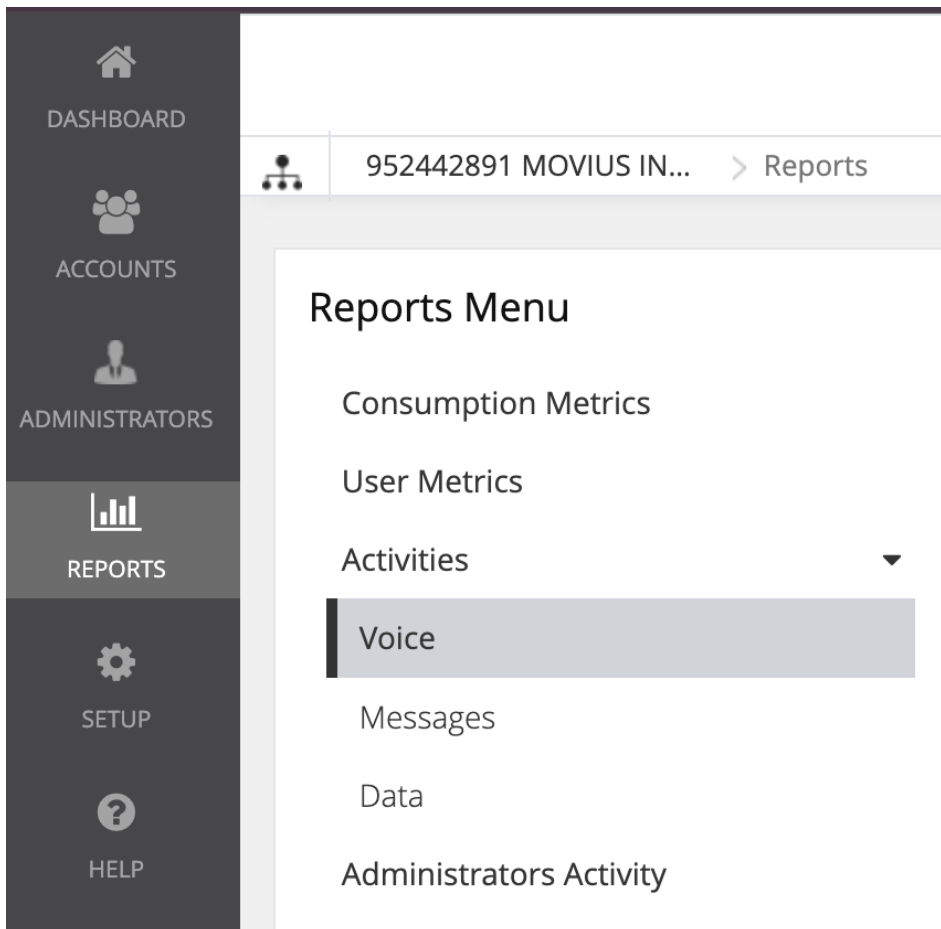 DASHBOARD
ACCOUNTS
ADMINISTRATORS
REPORTS
SETUP
HELP
952442891 MOVIUS IN... > Reports
Reports Menu
Consumption Metrics
User Metrics
Activities
Voice
Messages
Data
Administrators Activity